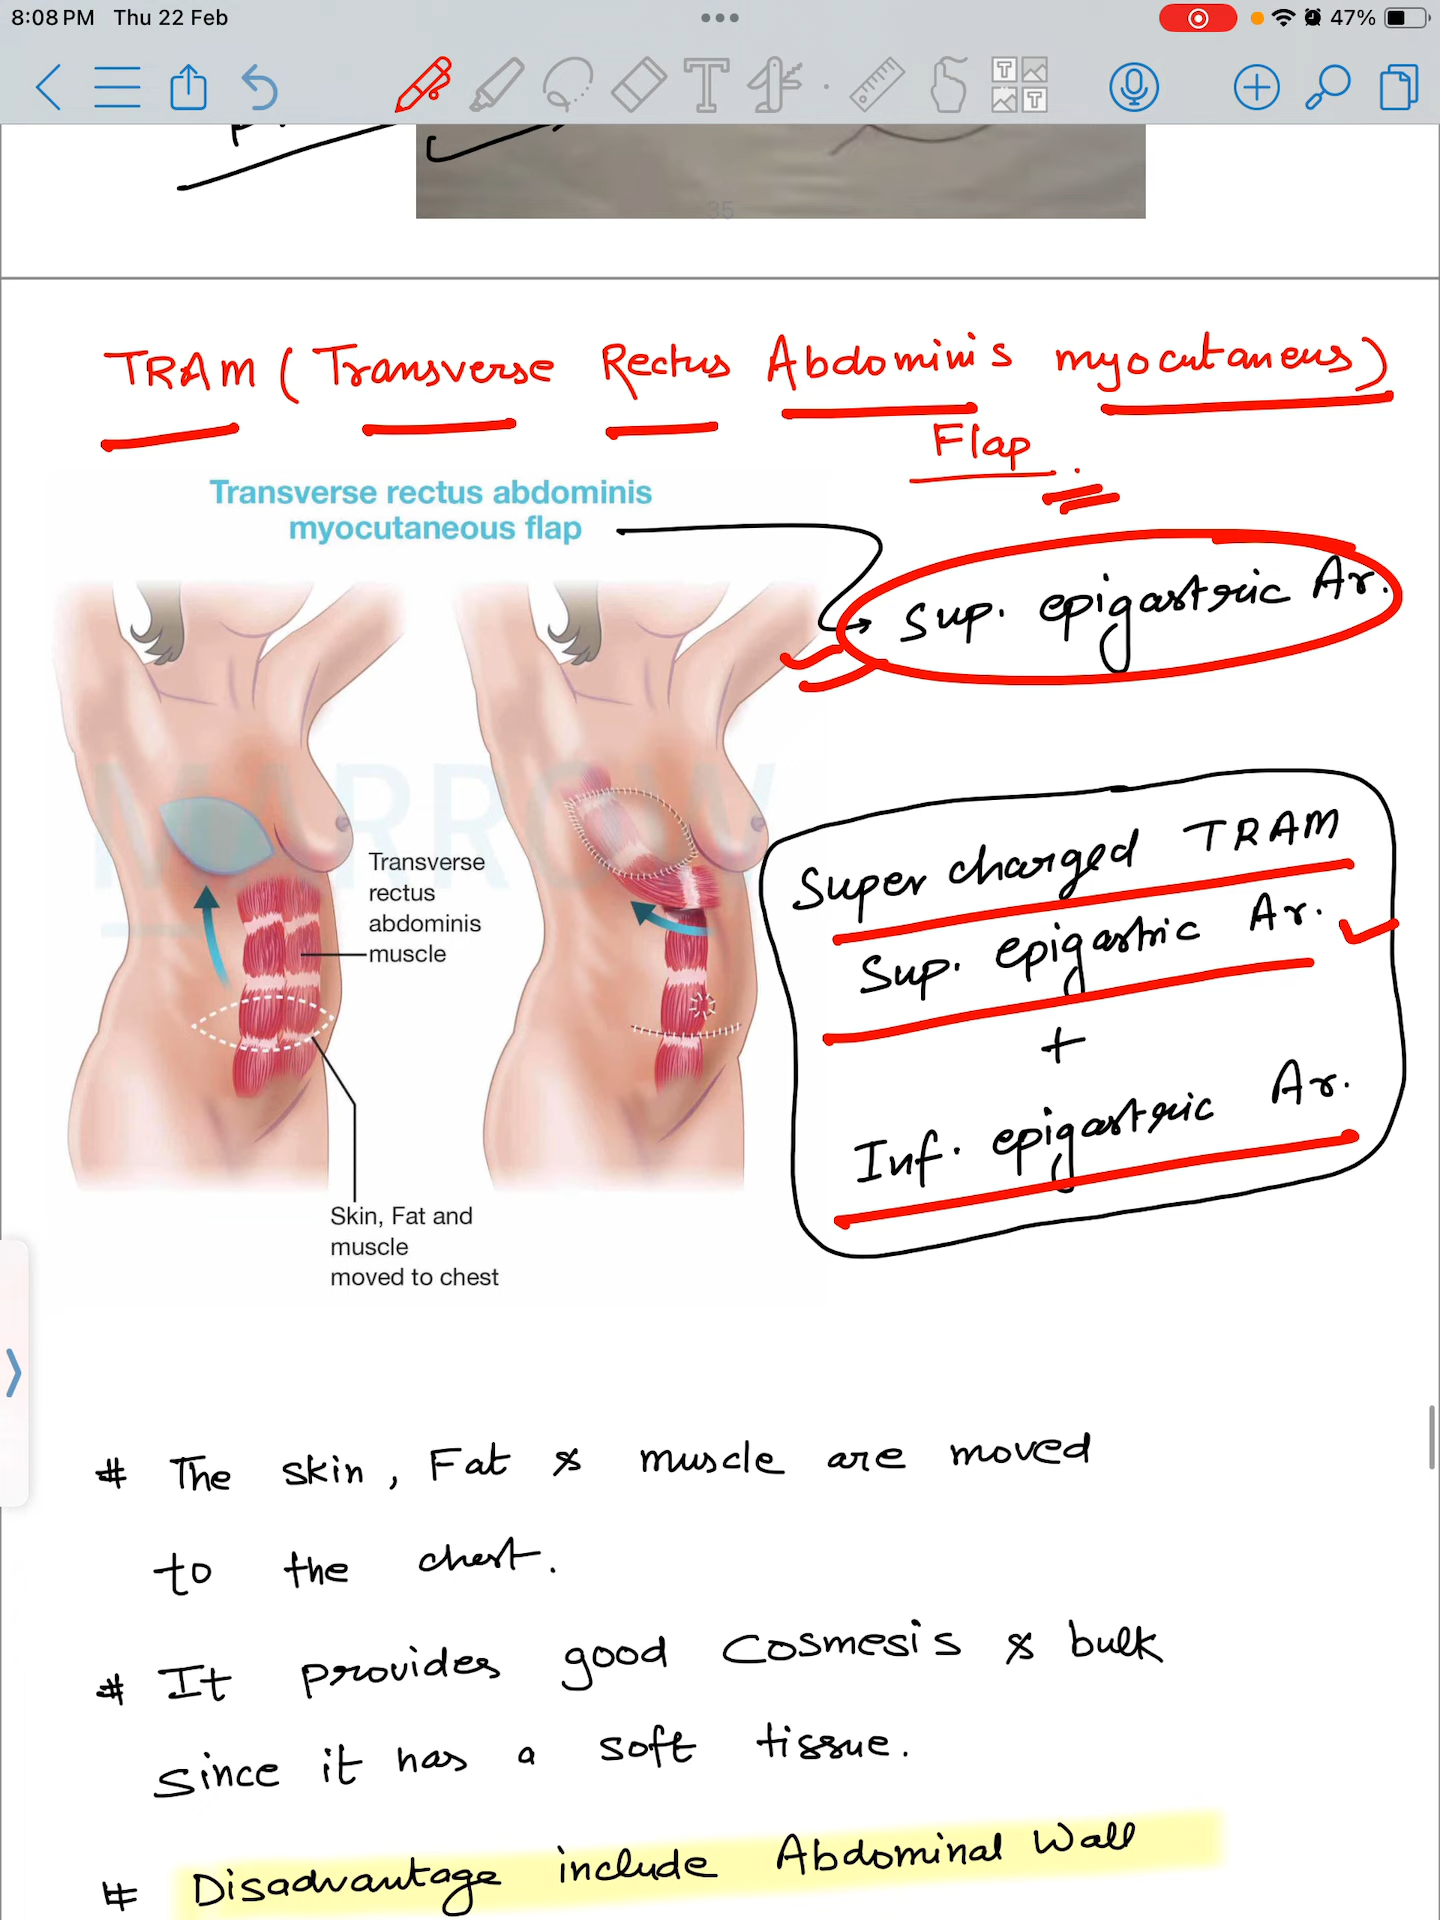 8:08 PM Thu 22 Feb
47%
35
TRAM ( Transverse Rectus Abdominis myocutaneus )
Flap
Transverse rectus abdominis
myocutaneous flap
Sup. epigastric Ar.
MARROW
Super charged TRAM
Sup. epigastric Ar.
+
Inf. epigastric Ar.
Transverse
rectus
abdominis
muscle
Skin, Fat and
muscle
moved to chest
# The skin, Fat & muscle are moved
to the chest.
# It provides good Cosmesis & bulk
since it has a soft tissue.
# Disadvantage include Abdominal Wall